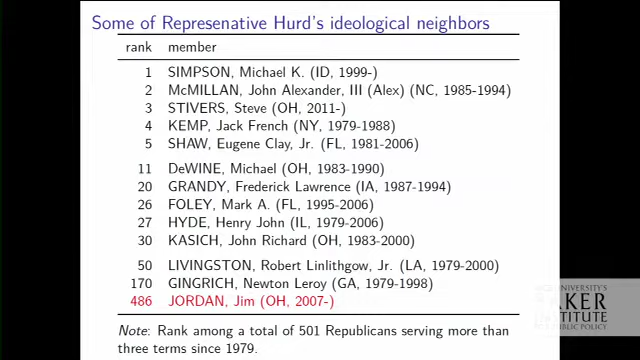 Some of Represenative Hurd's ideological neighbors
rank member
1 SIMPSON, Michael K. (ID, 1999-)
2 McMILLAN, John Alexander, III (Alex) (NC, 1985-1994)
3 STIVERS, Steve (OH, 2011-)
4 KEMP, Jack French (NY, 1979-1988)
5 SHAW, Eugene Clay, Jr. (FL, 1981-2006)
11 DeWINE, Michael (OH, 1983-1990)
20 GRANDY, Frederick Lawrence (IA, 1987-1994)
26 FOLEY, Mark A. (FL, 1995-2006)
27 HYDE, Henry John (IL, 1979-2006)
30 KASICH, John Richard (OH, 1983-2000)
50 LIVINGSTON, Robert Linlithgow, Jr. (LA, 1979-2000)
170 GINGRICH, Newton Leroy (GA, 1979-1998)
486 JORDAN, Jim (OH, 2007-)
Note: Rank among a total of 501 Republicans serving more than
three terms since 1979.
UNIVERSITY'S
AKER
INSTITUTE
PUBLIC POLICY